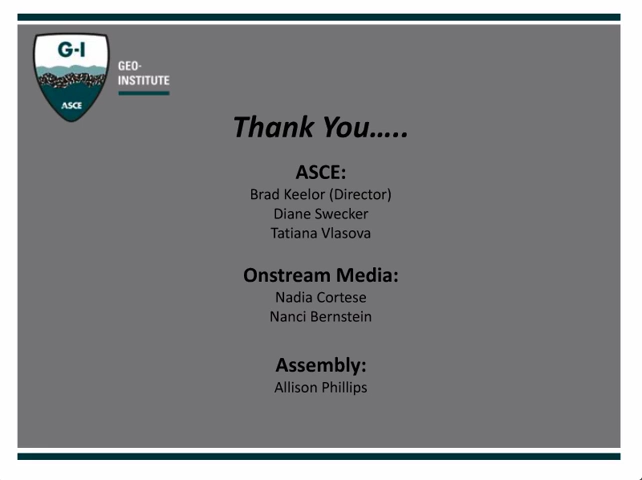 G-I
ASCE
GEO-
INSTITUTE
Thank You…..
ASCE:
Brad Keelor (Director)
Diane Swecker
Tatiana Vlasova
Onstream Media:
Nadia Cortese
Nanci Bernstein
Assembly:
Allison Phillips